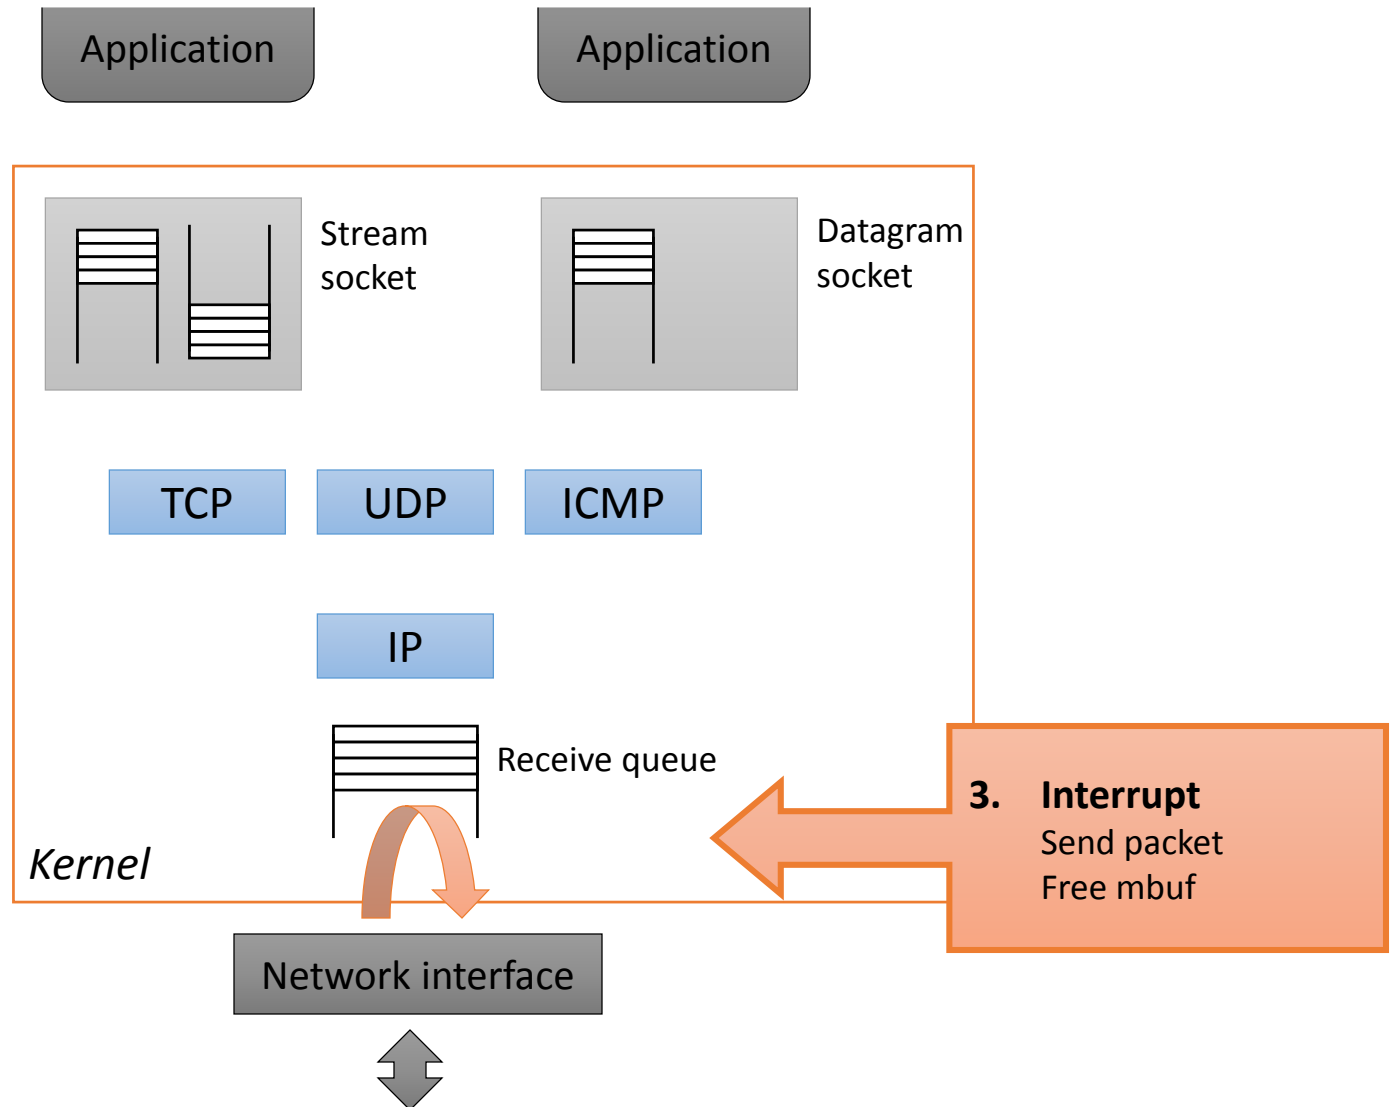 Application
Application
Stream
socket
Datagram
socket
TCP
UDP
ICMP
IP
Receive queue
3. Interrupt
Send packet
Free mbuf
Kernel
Network interface